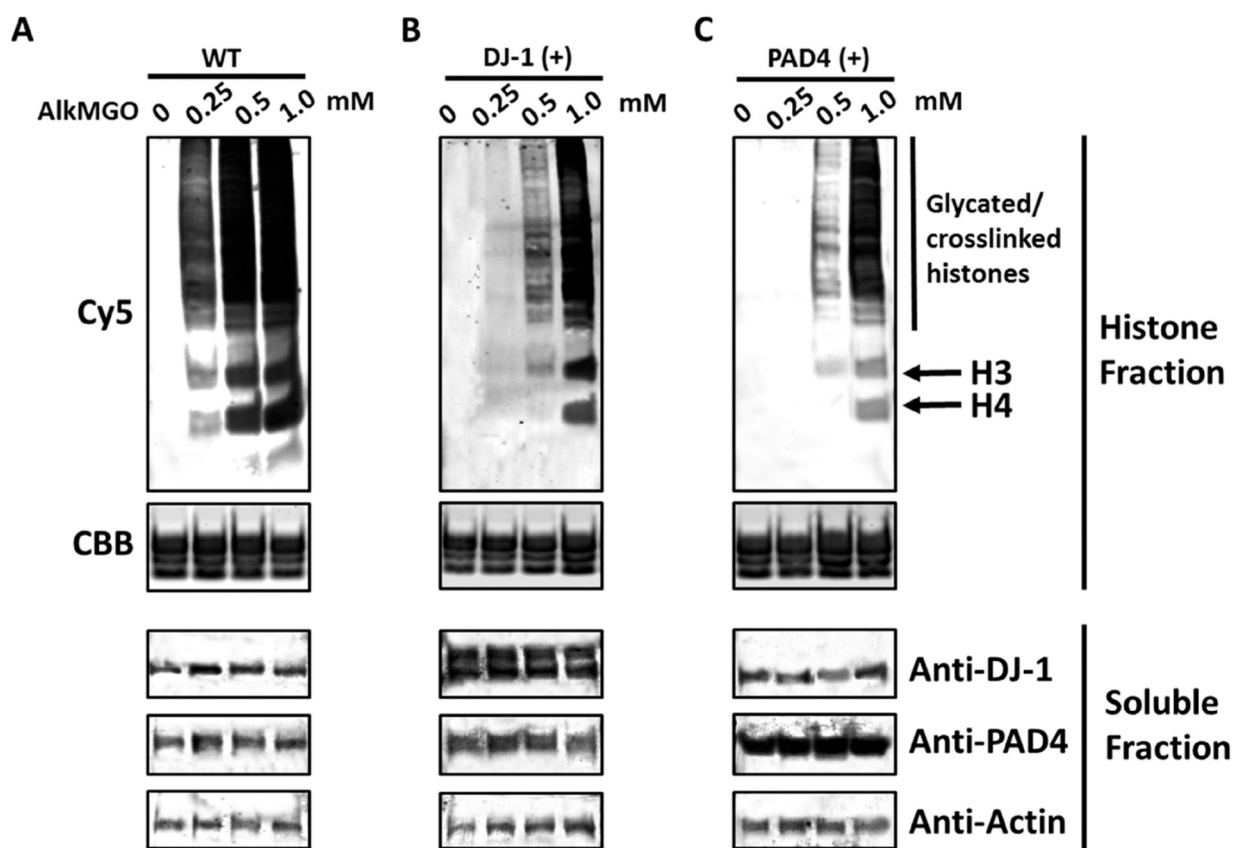 A
B
C
WT
DJ-1 (+)
PAD4 (+)
AlkMGO
0
0.25
0.5
1.0
mM
0
0.25
0.5
1.0
mM
0
0.25
0.5
1.0
mM
Cy5
Glycated/
crosslinked
histones
H3
H4
Histone
Fraction
CBB
Anti-DJ-1
Anti-PAD4
Anti-Actin
Soluble
Fraction